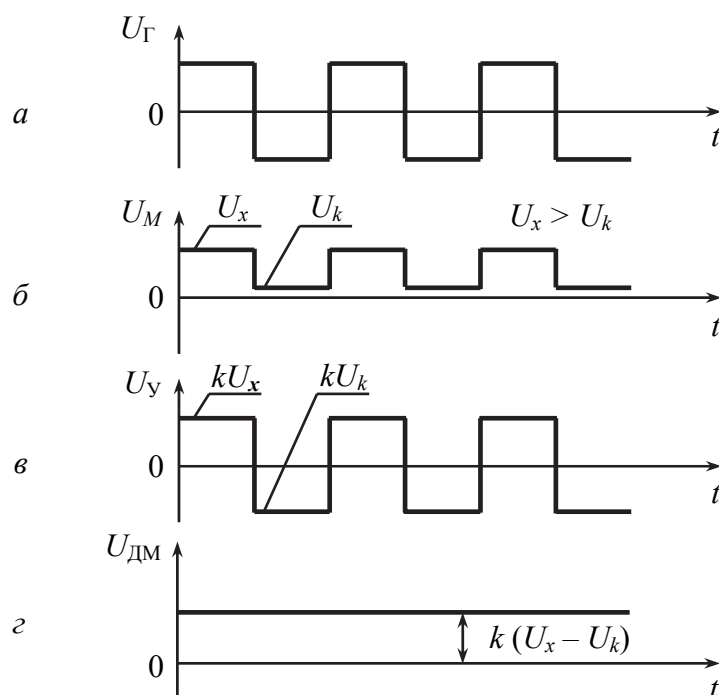 U_Г
а
0
t
U_M
U_x
U_k
U_x > U_k
б
0
t
U_У
kU_x
kU_k
в
0
t
U_ДМ
г
k (U_x – U_k)
0
t